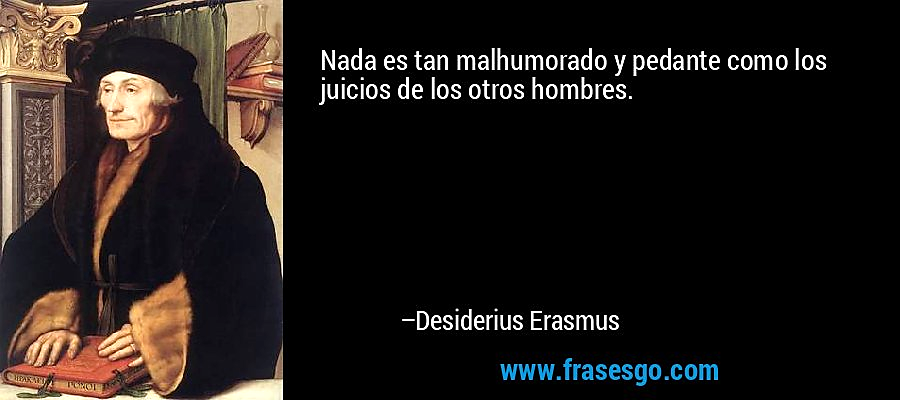 Nada es tan malhumorado y pedante como los
juicios de los otros hombres.
–Desiderius Erasmus
www.frasesgo.com